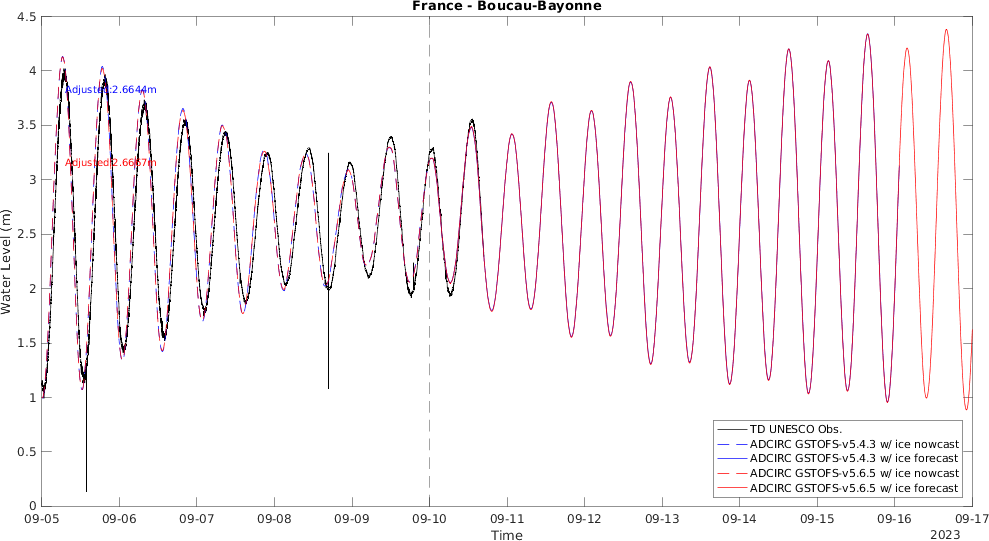 France - Boucau-Bayonne
4.5
4
3.5
3
2.5
2
1.5
1
0.5
0
Water Level (m)
Adjusted:2.6644m
Adjusted:2.6667m
TD UNESCO Obs.
ADCIRC GSTOFS-v5.4.3 w/ ice nowcast
ADCIRC GSTOFS-v5.4.3 w/ ice forecast
ADCIRC GSTOFS-v5.6.5 w/ ice nowcast
ADCIRC GSTOFS-v5.6.5 w/ ice forecast
09-05 09-06 09-07 09-08 09-09 09-10 09-11 09-12 09-13 09-14 09-15 09-16 09-17
Time
2023